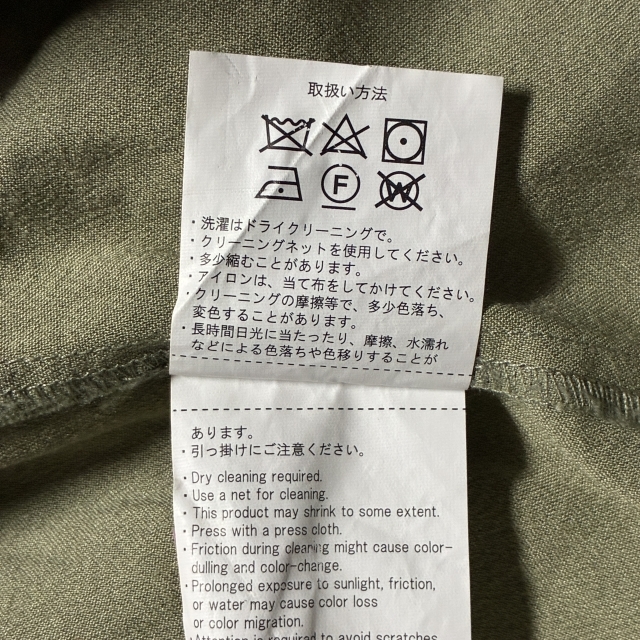 取扱い方法
F
W
・洗濯はドライクリーニングで。
・クリーニングネットを使用してください。
・多少縮むことがあります。
・アイロンは、当て布をしてかけてください。
・クリーニングの摩擦等で、多少色落ち、
変色することがあります。
・長時間日光に当たったり、摩擦、水濡れ
などによる色落ちや色移りすることが
あります。
・引っ掛けにご注意ください。
・Dry cleaning required.
・Use a net for cleaning.
・This product may shrink to some extent.
・Press with a press cloth.
・Friction during cleaning might cause color-
dulling and color-change.
・Prolonged exposure to sunlight, friction,
or water may cause color loss
or color migration.
・Attention is required to avoid scratches